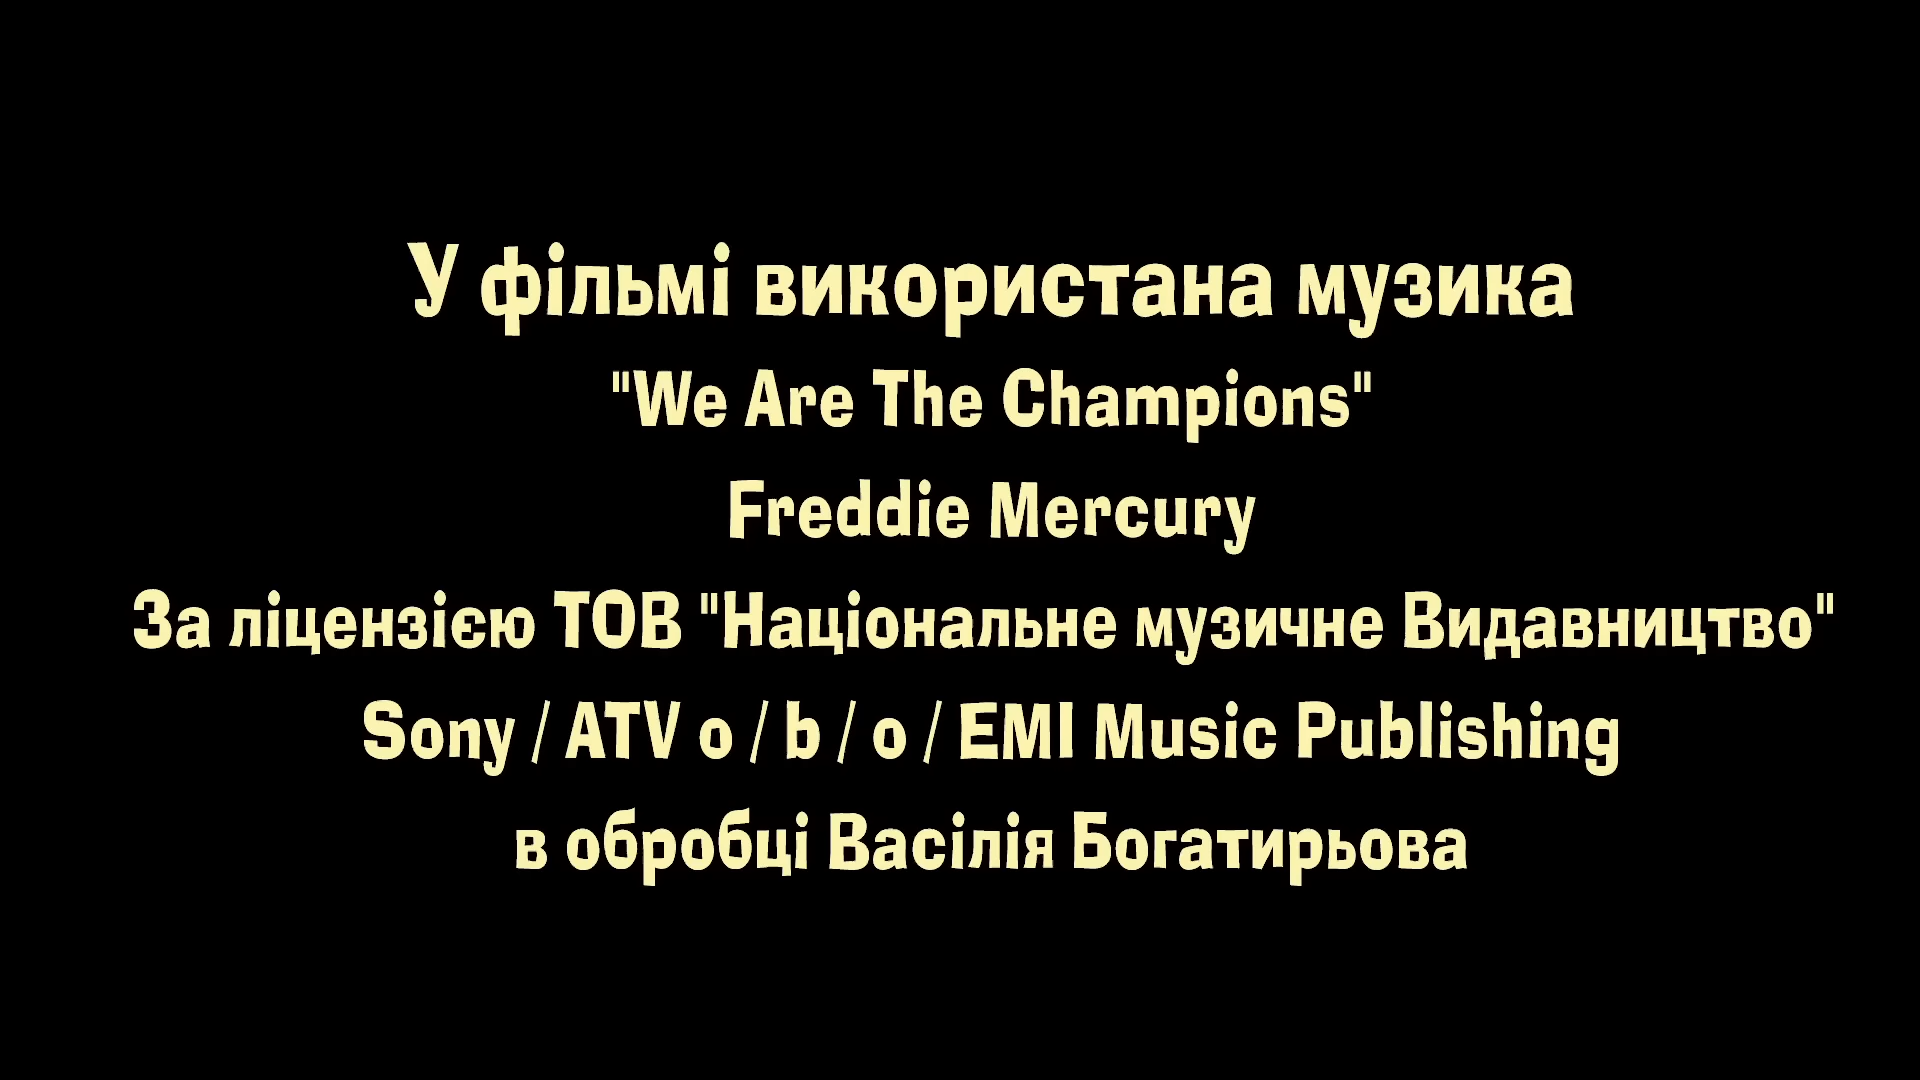 У фільмі використана музика
"We Are The Champions"
Freddie Mercury
За ліцензією ТОВ "Національне музичне Видавництво"
Sony / ATV o / b / o / EMI Music Publishing
в обробці Васілія Богатирьова